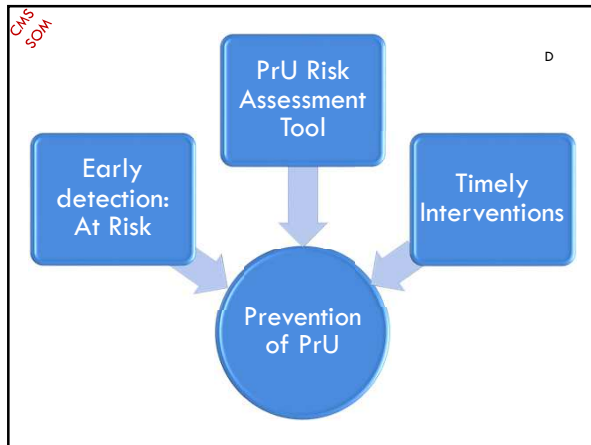 CMS
SOM
D
PrU Risk
Assessment
Tool
Early
detection:
At Risk
Timely
Interventions
Prevention
of PrU